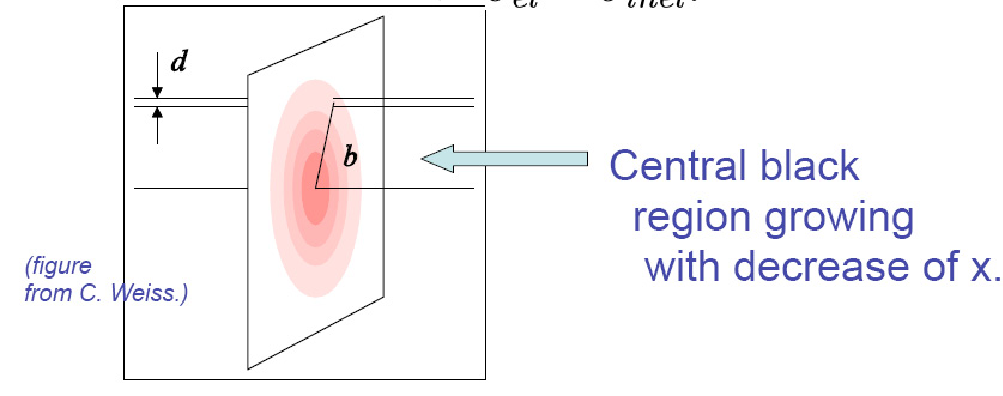 d
b
Central black
region growing
with decrease of x.
(figure
from C. Weiss.)